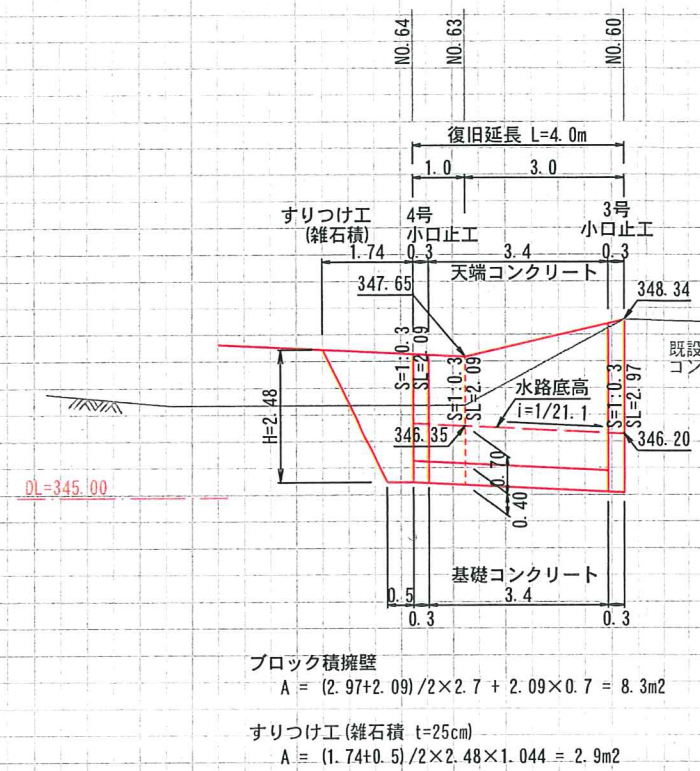 NO.64
NO.63
NO.60
復旧延長 L=4.0m
1.0
3.0
すりつけ工
(雑石積)
4号
小口止工
3号
小口止工
1.74
0.3
3.4
0.3
天端コンクリート
347.65
348.34
既設
コン
S=1:0.3
SL=2.09
S=1:0.3
SL=2.09
S=1:0.3
SL=2.97
水路底高
i=1/21.1
H=2.48
346.35
346.20
0.70
0.40
DL=345.00
基礎コンクリート
0.5
3.4
0.3
0.3
ブロック積擁壁
A = (2.97+2.09)/2×2.7 + 2.09×0.7 = 8.3m2
すりつけ工(雑石積 t=25cm)
A = (1.74+0.5)/2×2.48×1.044 = 2.9m2